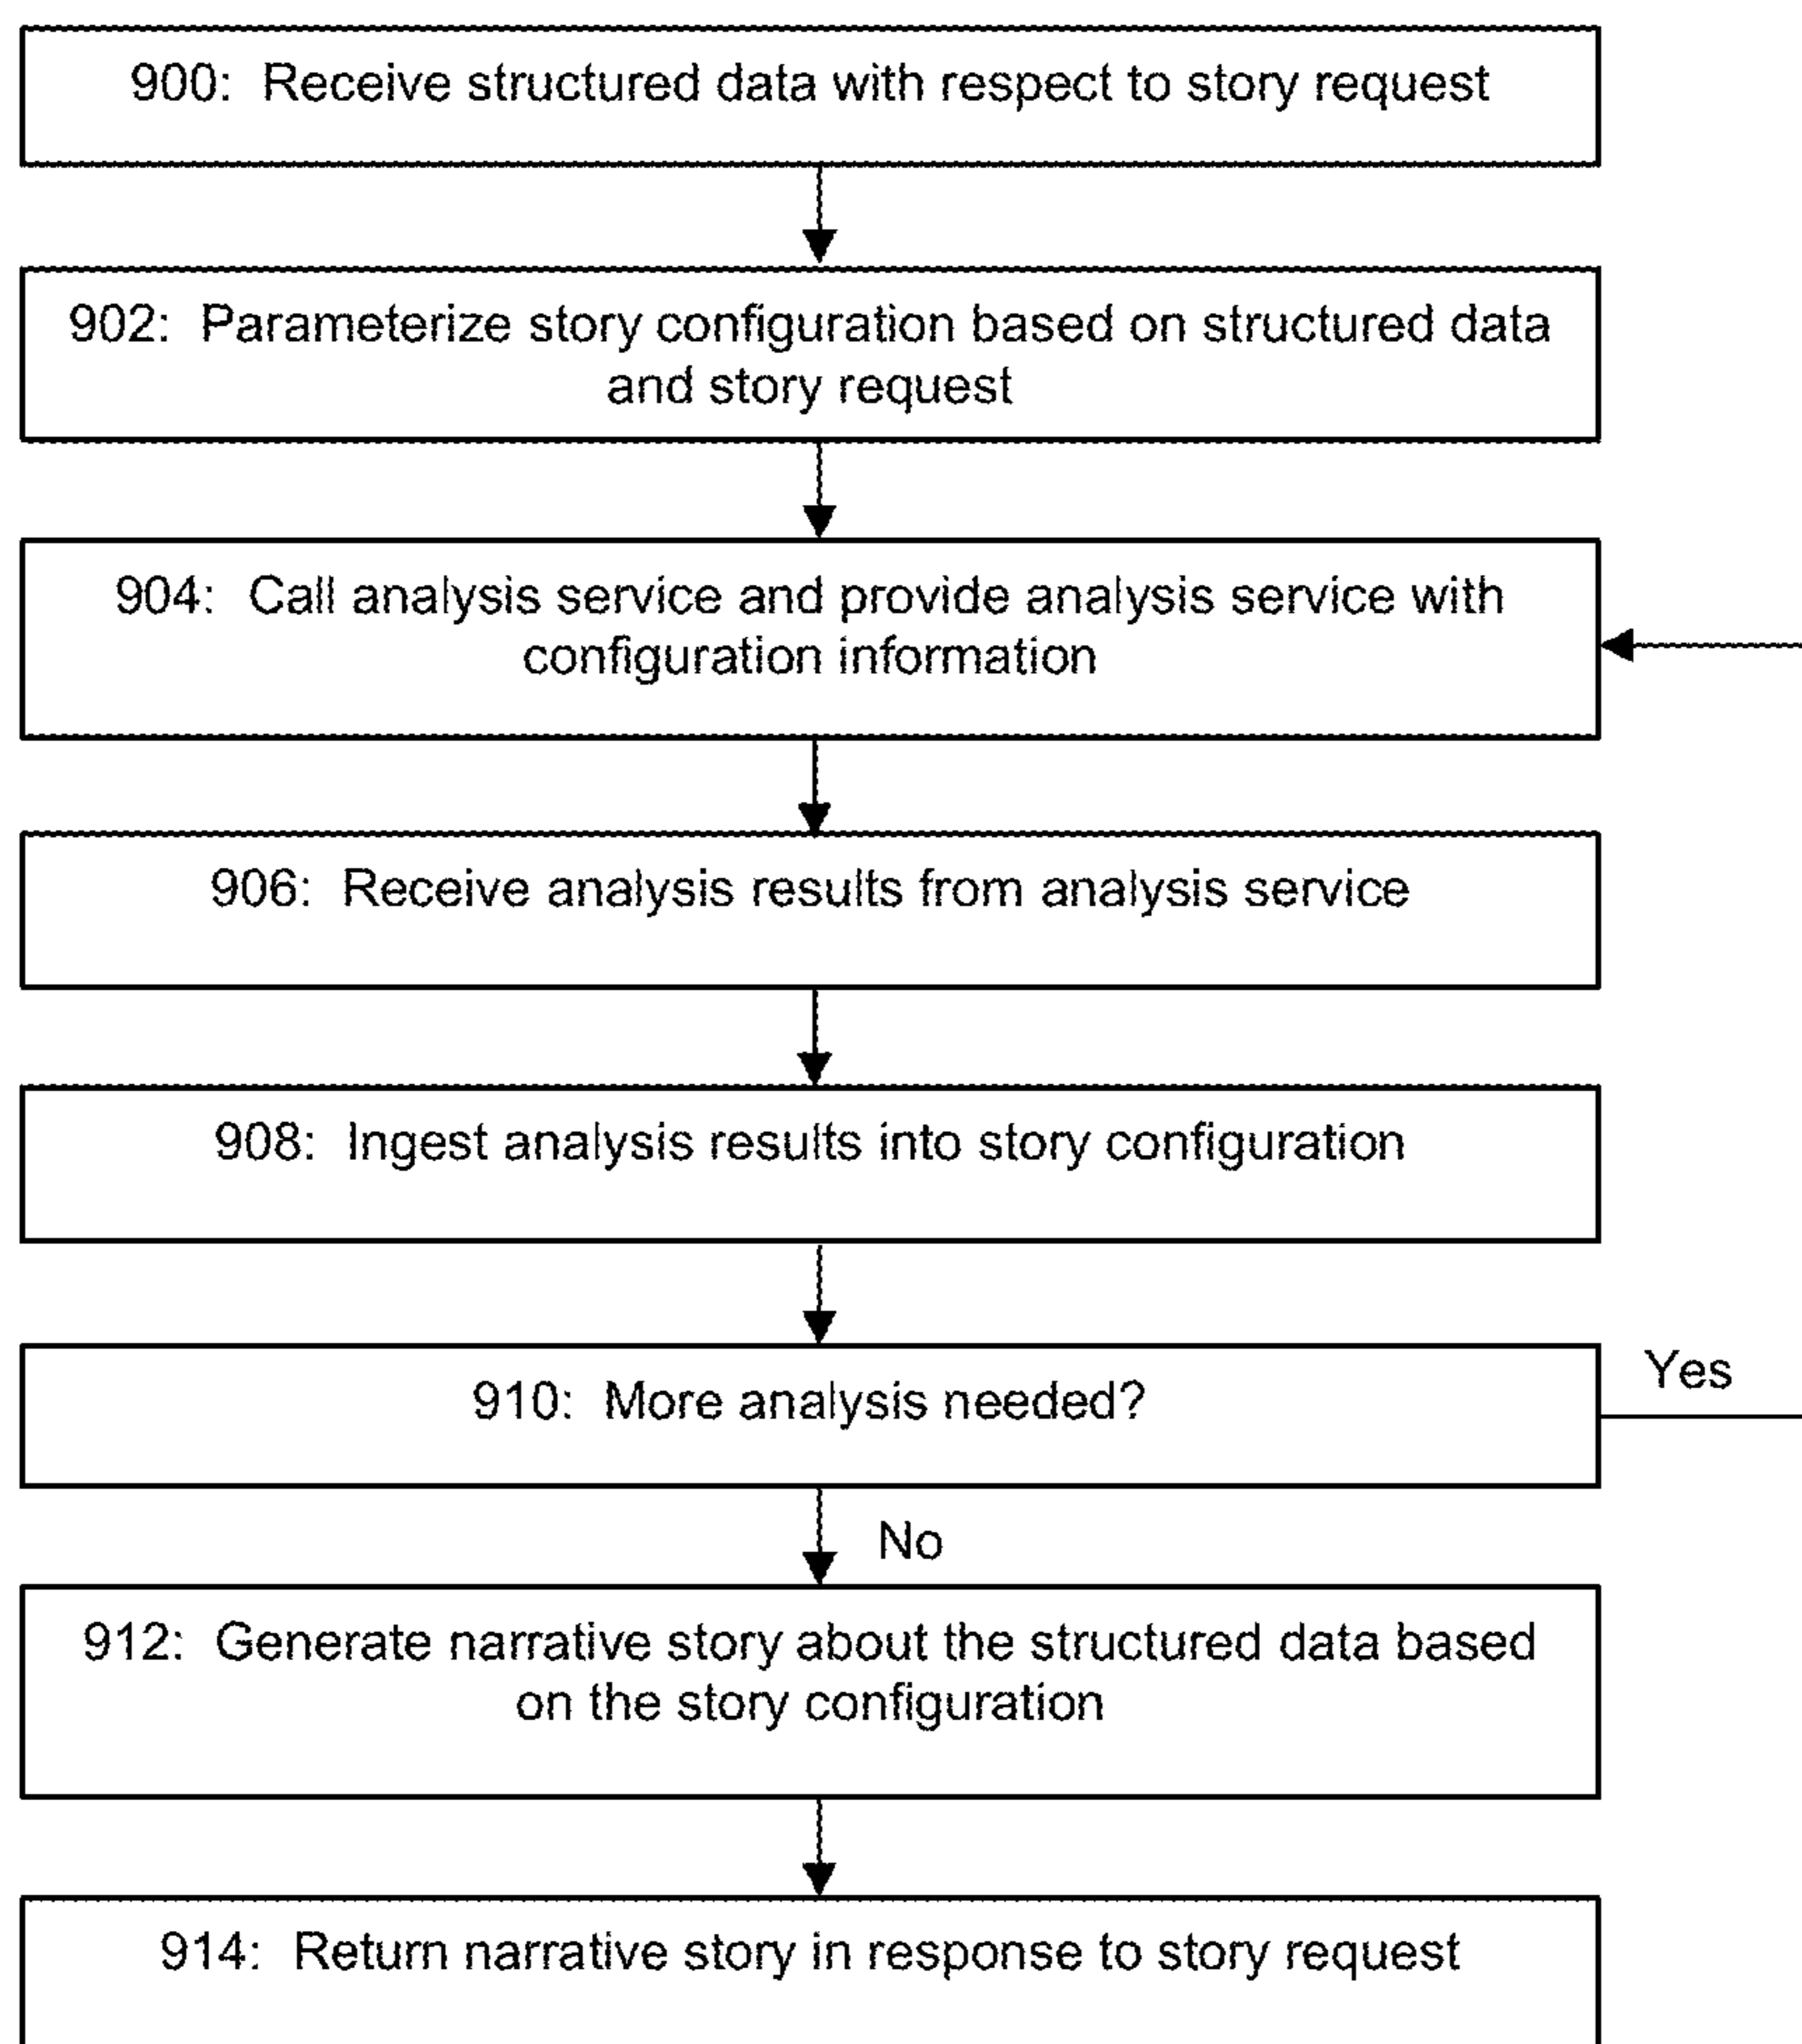 900: Receive structured data with respect to story request
902: Parameterize story configuration based on structured data
and story request
904: Call analysis service and provide analysis service with
configuration information
906: Receive analysis results from analysis service
908: Ingest analysis results into story configuration
910: More analysis needed?
Yes
No
912: Generate narrative story about the structured data based
on the story configuration
914: Return narrative story in response to story request